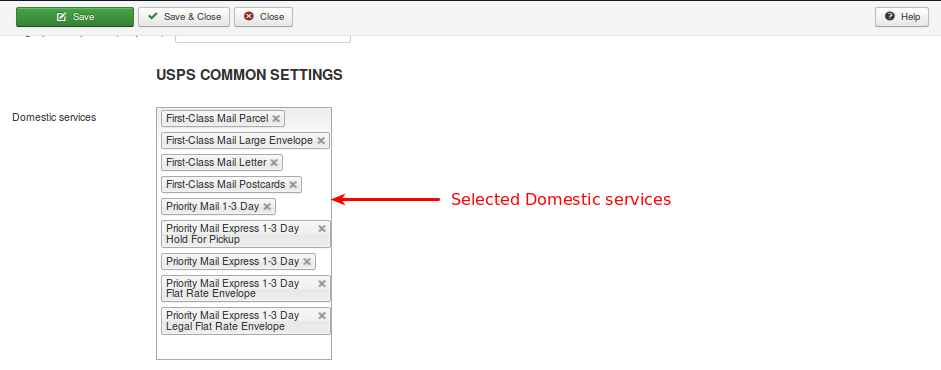 Save
Save & Close
Close
Help
USPS COMMON SETTINGS
Domestic services
First-Class Mail Parcel
First-Class Mail Large Envelope
First-Class Mail Letter
First-Class Mail Postcards
Priority Mail 1-3 Day
Priority Mail Express 1-3 Day
Hold For Pickup
Priority Mail Express 1-3 Day
Priority Mail Express 1-3 Day
Flat Rate Envelope
Priority Mail Express 1-3 Day
Legal Flat Rate Envelope
Selected Domestic services